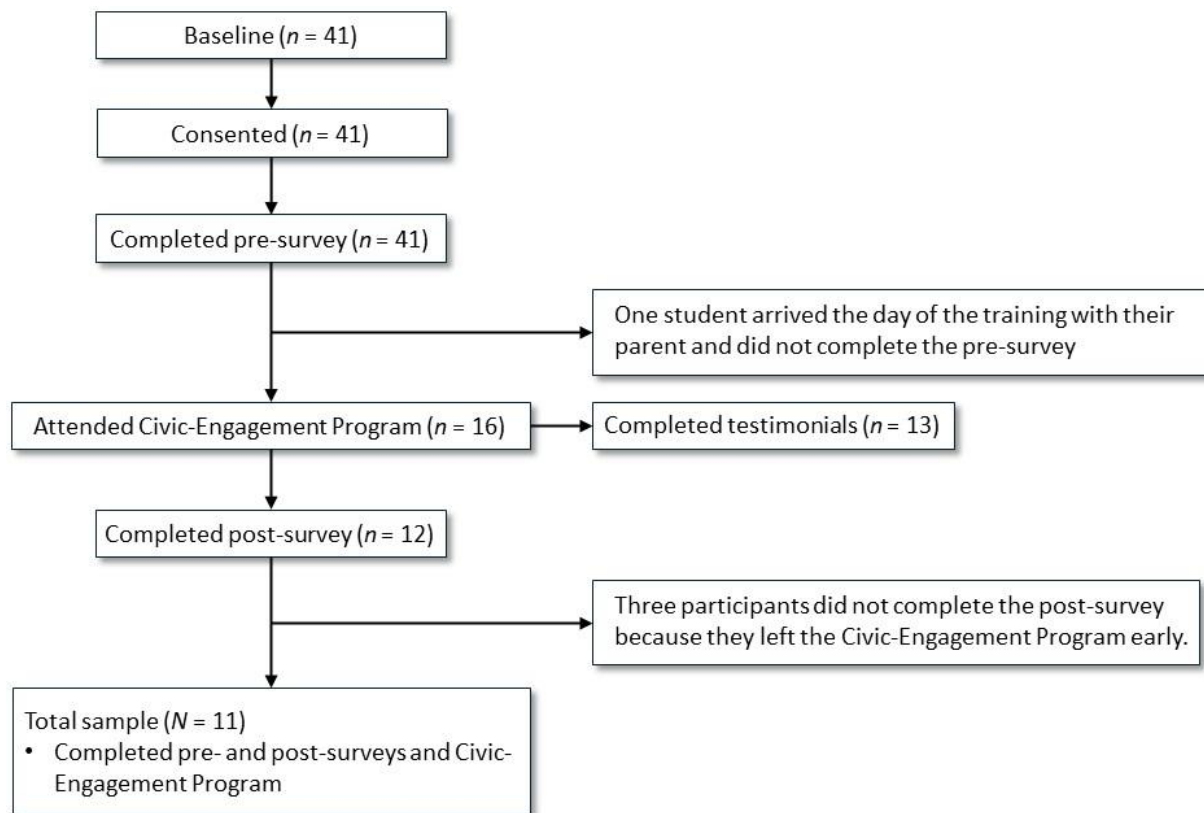 Baseline (n = 41)
Consented (n = 41)
Completed pre-survey (n = 41)
One student arrived the day of the training with their
parent and did not complete the pre-survey
Attended Civic-Engagement Program (n = 16)
Completed testimonials (n = 13)
Completed post-survey (n = 12)
Three participants did not complete the post-survey
because they left the Civic-Engagement Program early.
Total sample (N = 11)
• Completed pre- and post-surveys and Civic-
Engagement Program